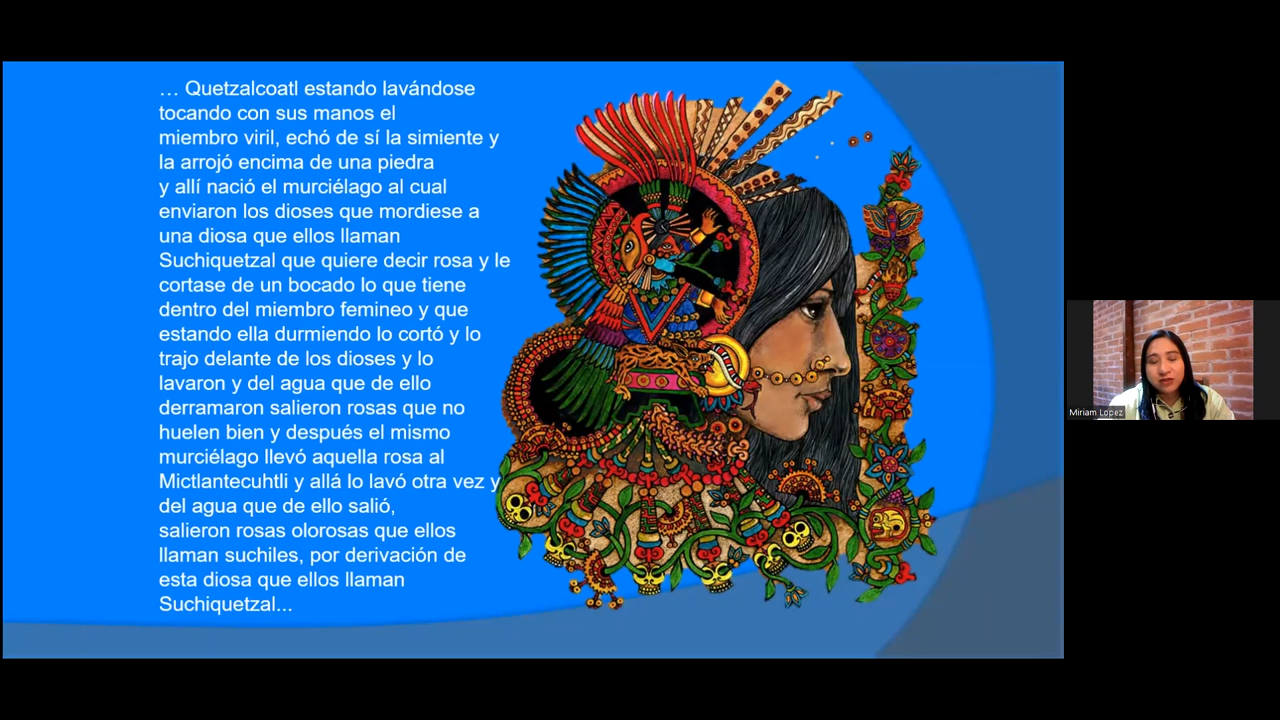 … Quetzalcoatl estando lavándose
tocando con sus manos el
miembro viril, echó de sí la simiente y
la arrojó encima de una piedra
y allí nació el murciélago al cual
enviaron los dioses que mordiese a
una diosa que ellos llaman
Suchiquetzal que quiere decir rosa y le
cortase de un bocado lo que tiene
dentro del miembro femineo y que
estando ella durmiendo lo cortó y lo
trajo delante de los dioses y lo
lavaron y del agua que de ello
derramaron salieron rosas que no
huelen bien y después el mismo
murciélago llevó aquella rosa al
Mictlantecuhtli y allá lo lavó otra vez y
del agua que de ello salió,
salieron rosas olorosas que ellos
llaman suchiles, por derivación de
esta diosa que ellos llaman
Suchiquetzal...
Miriam Lopez